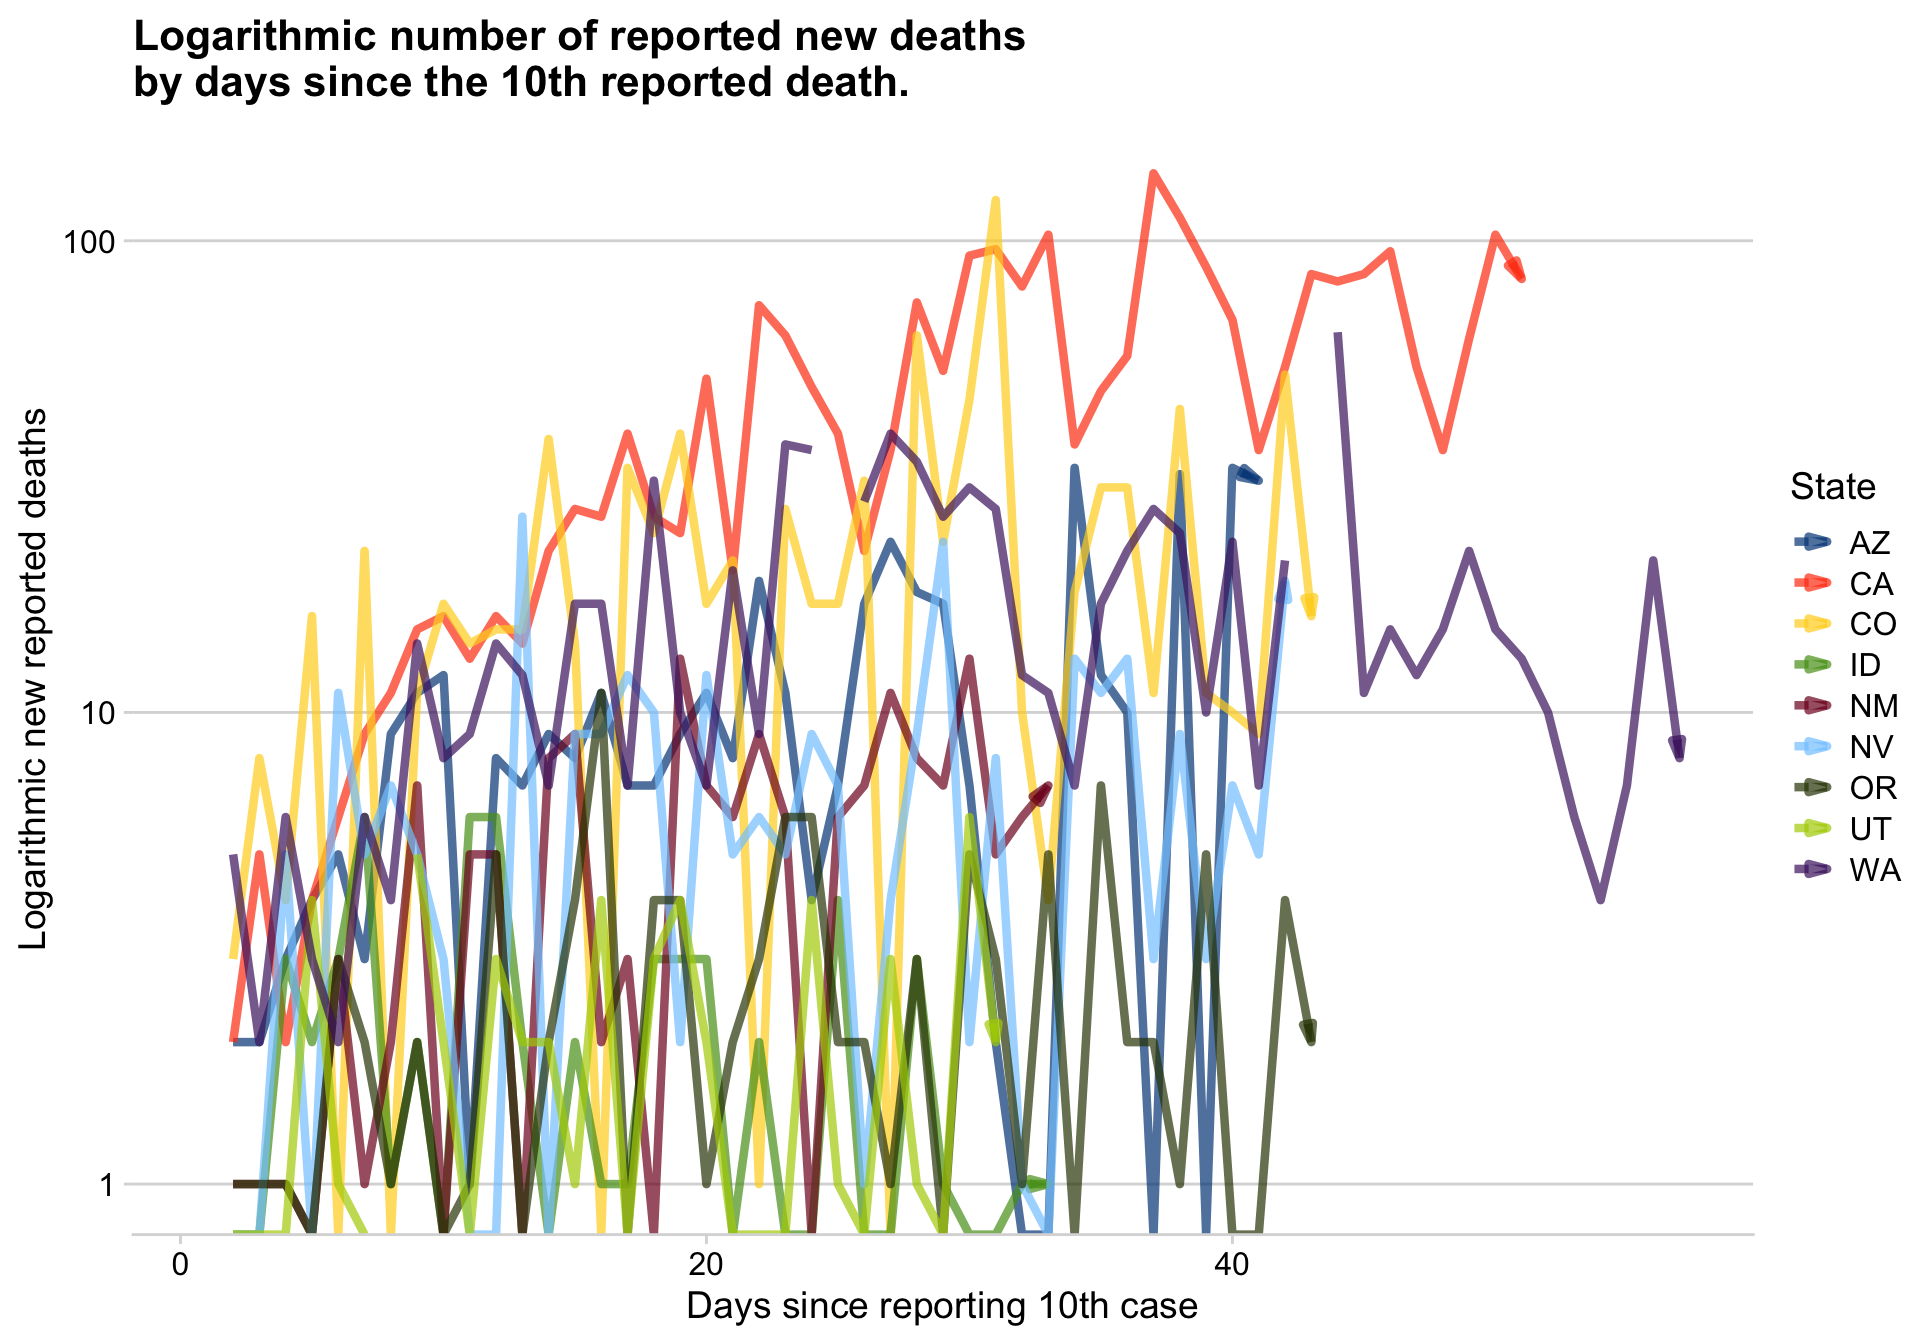 Logarithmic number of reported new deaths
by days since the 10th reported death.
Logarithmic new reported deaths
100
10
1
0
20
40
Days since reporting 10th case
State
AZ
CA
CO
ID
NM
NV
OR
UT
WA